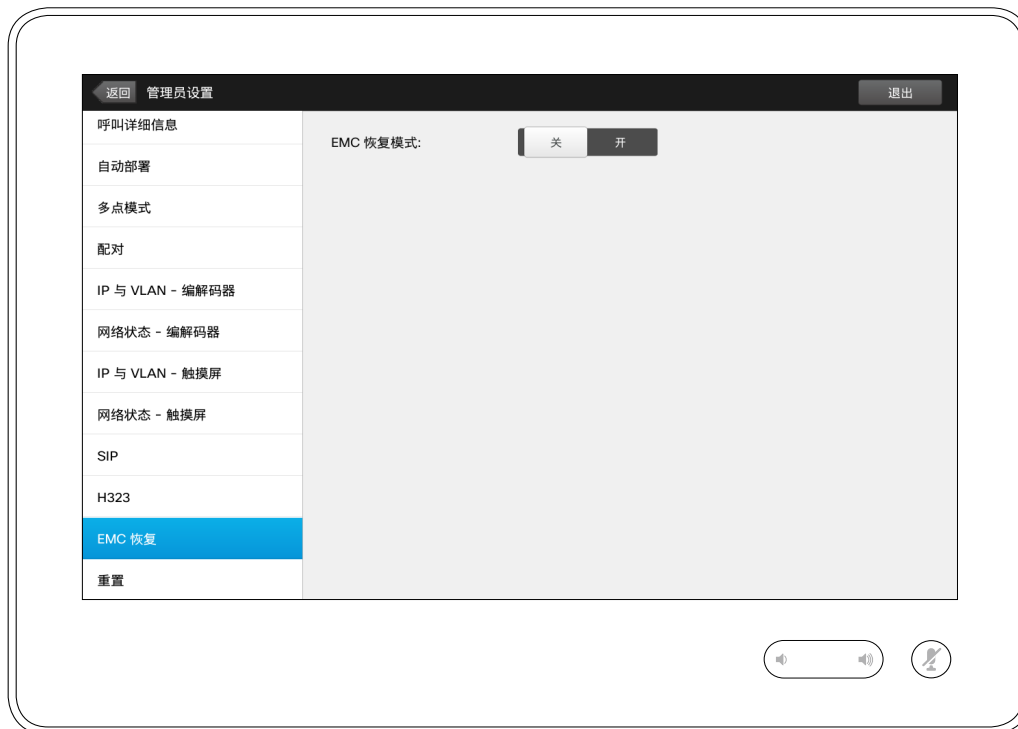 返回 管理员设置 退出
呼叫详细信息
EMC 恢复模式: 关 开
自动部署
多点模式
配对
IP 与 VLAN - 编解码器
网络状态 - 编解码器
IP 与 VLAN - 触摸屏
网络状态 - 触摸屏
SIP
H323
EMC 恢复
重置